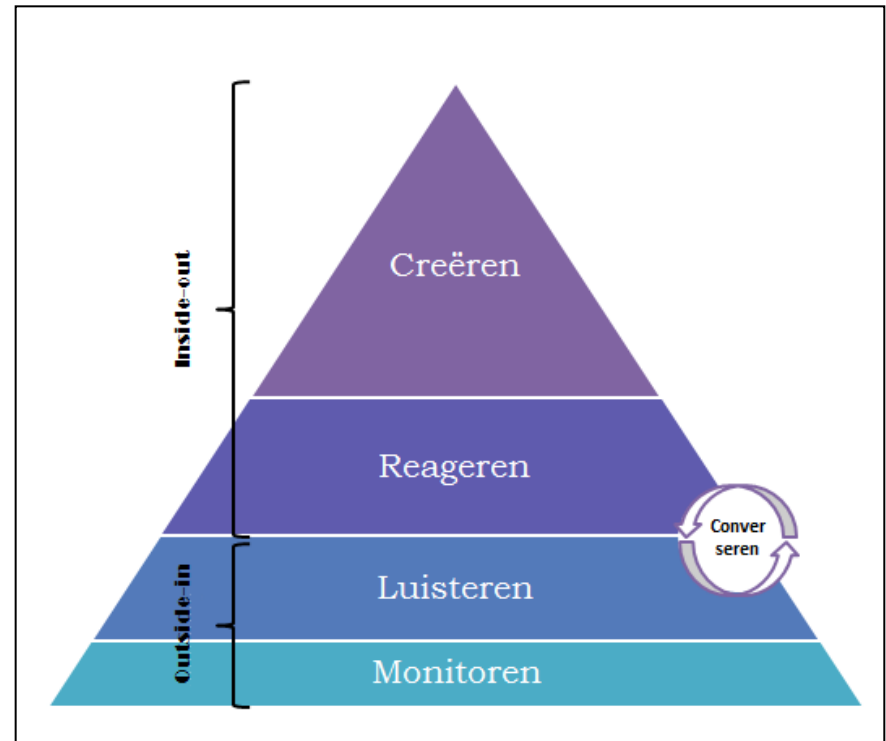 Inside-out
Creëren
Reageren
Conver
seren
Outside-in
Luisteren
Monitoren